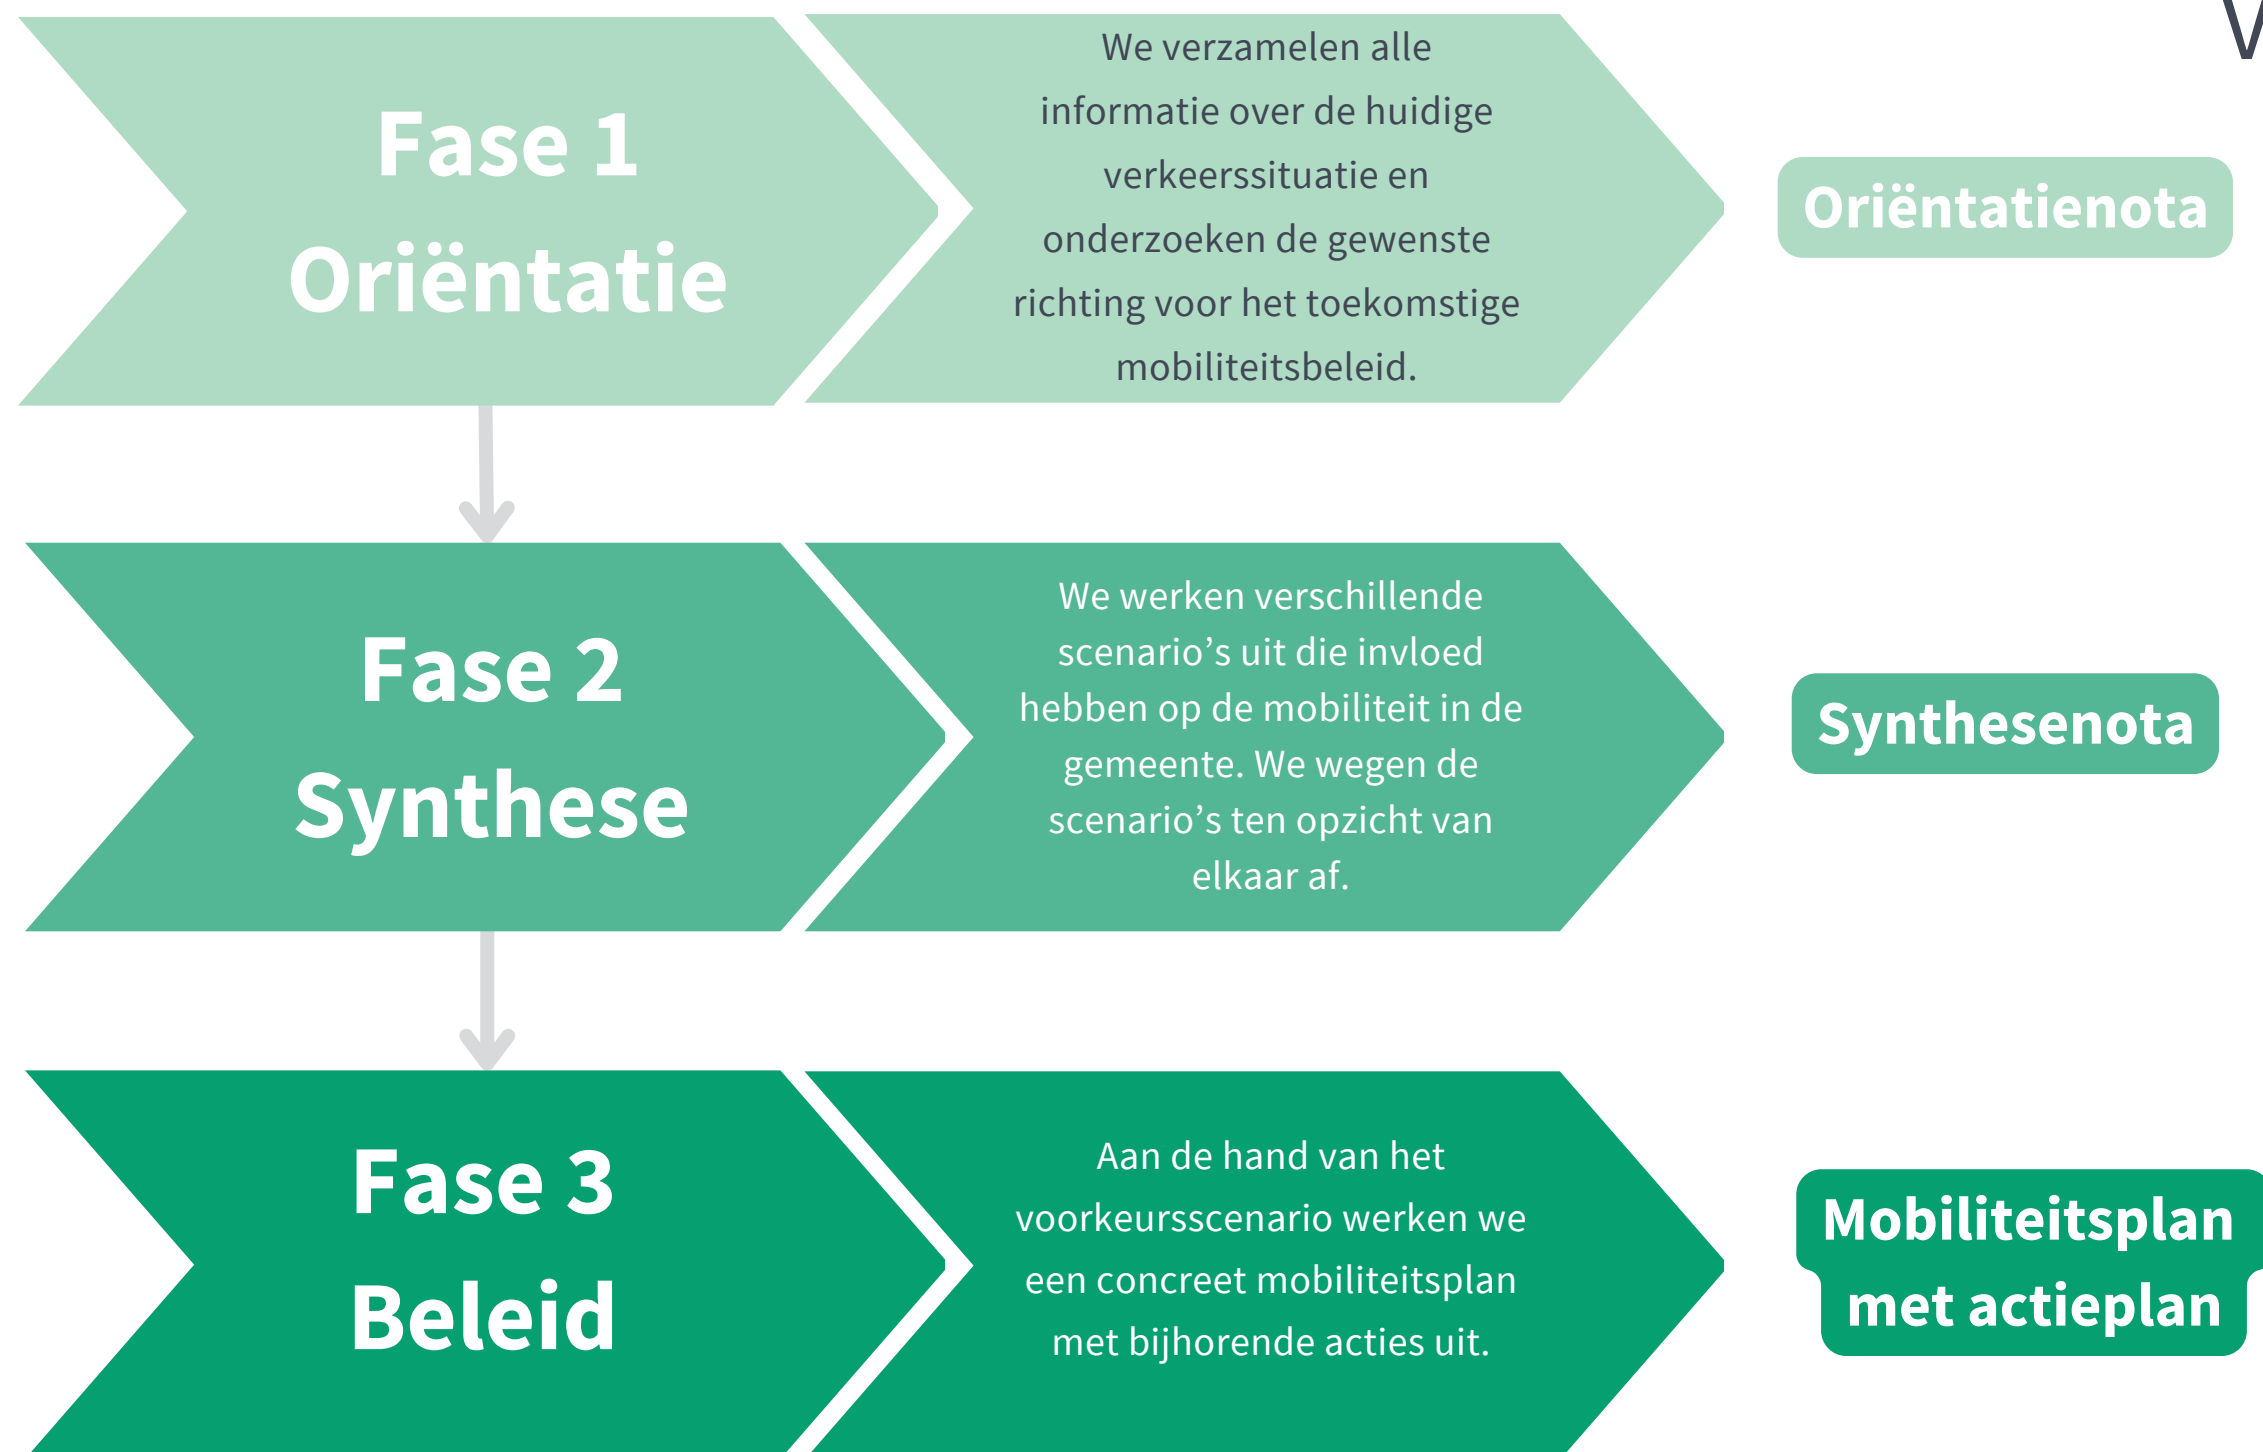 Fase 1
Oriëntatie
We verzamelen alle
informatie over de huidige
verkeerssituatie en
onderzoeken de gewenste
richting voor het toekomstige
mobiliteitsbeleid.
Oriëntatienota
Fase 2
Synthese
We werken verschillende
scenario’s uit die invloed
hebben op de mobiliteit in de
gemeente. We wegen de
scenario’s ten opzicht van
elkaar af.
Synthesenota
Fase 3
Beleid
Aan de hand van het
voorkeursscenario werken we
een concreet mobiliteitsplan
met bijhorende acties uit.
Mobiliteitsplan
met actieplan